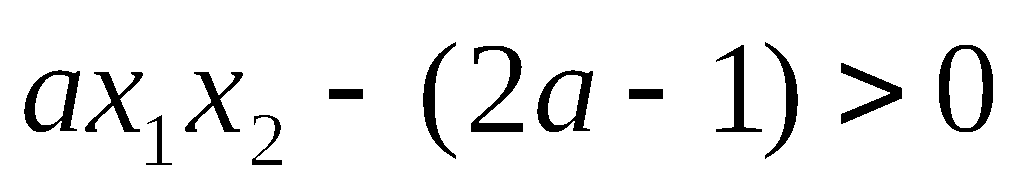 ax₁x₂ - (2a - 1) > 0